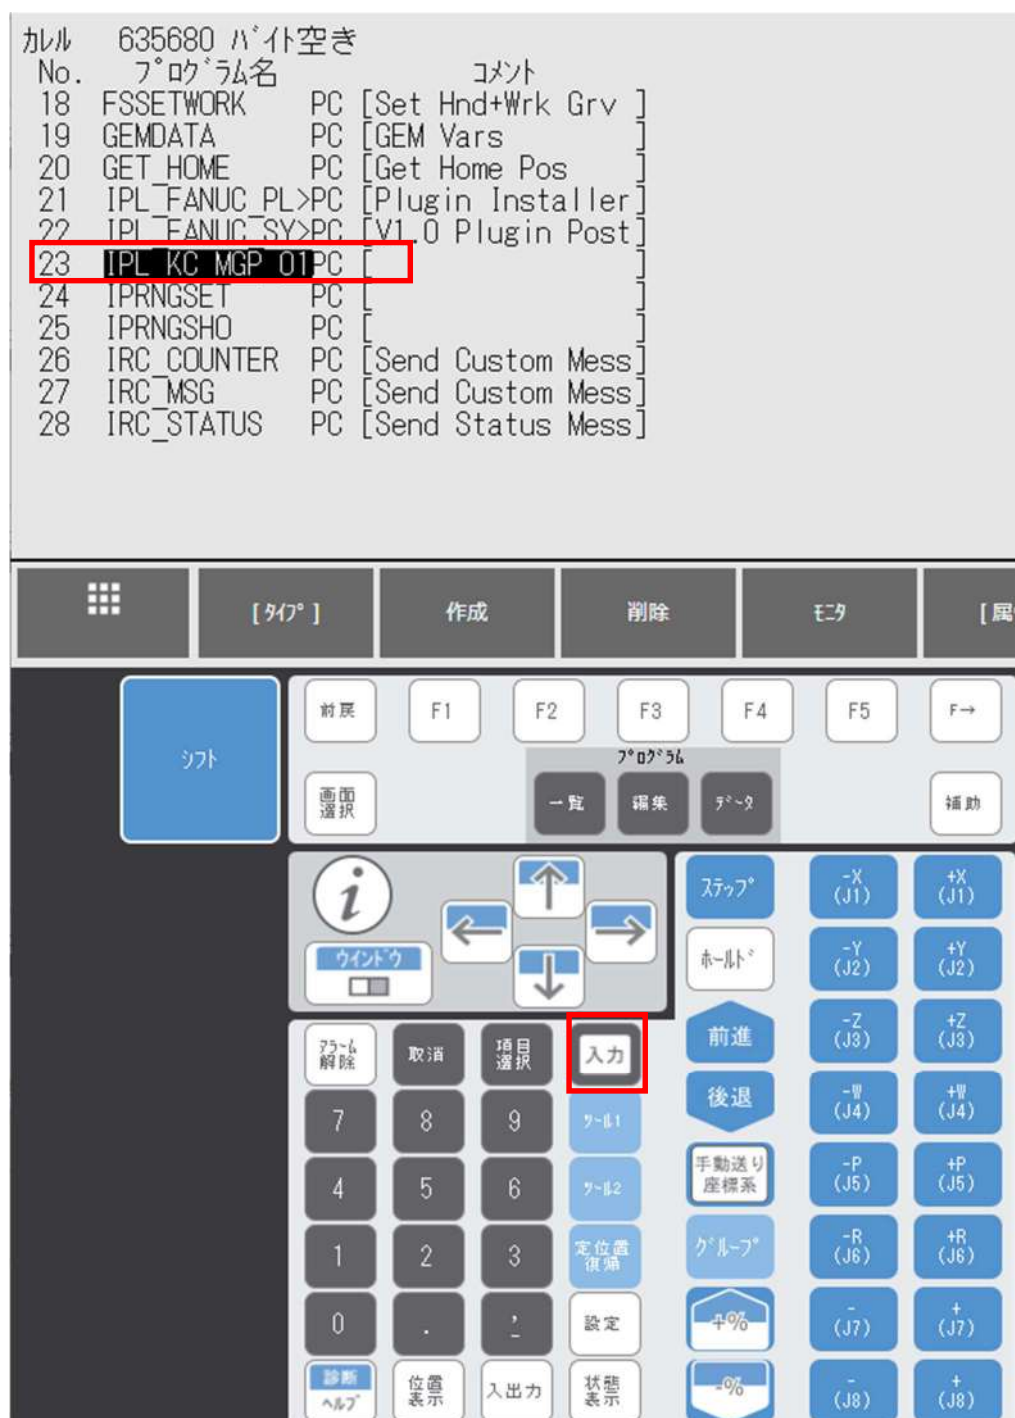 カレル 635680 バイト空き
No. プログラム名 コメント
18 FSSETWORK PC [Set Hnd+Wrk Grv ]
19 GEMDATA PC [GEM Vars ]
20 GET_HOME PC [Get Home Pos ]
21 IPL_FANUC_PL>PC [Plugin Installer]
22 IPL_FANUC_SY>PC [V1.0 Plugin Post]
23 IPL_KC_MGP_01PC [ ]
24 IPRNGSET PC [ ]
25 IPRNGSHO PC [ ]
26 IRC_COUNTER PC [Send Custom Mess]
27 IRC_MSG PC [Send Custom Mess]
28 IRC_STATUS PC [Send Status Mess]
[タイプ] 作成 削除 モニタ [属
シフト
前戻 F1 F2 F3 F4 F5 F→
プログラム
画面選択 一覧 編集 データ 補助
i
ウインドウ
ステップ -X (J1) +X (J1)
ホールド -Y (J2) +Y (J2)
前進 -Z (J3) +Z (J3)
後退 -W (J4) +W (J4)
手動送り座標系 -P (J5) +P (J5)
グループ -R (J6) +R (J6)
+% - (J7) + (J7)
-% - (J8) + (J8)
アラーム解除 取消 項目選択 入力
7 8 9 ツール1
4 5 6 ツール2
1 2 3 定位置復帰
0 . ,- 設定
診断 ヘルプ 位置表示 入出力 状態表示